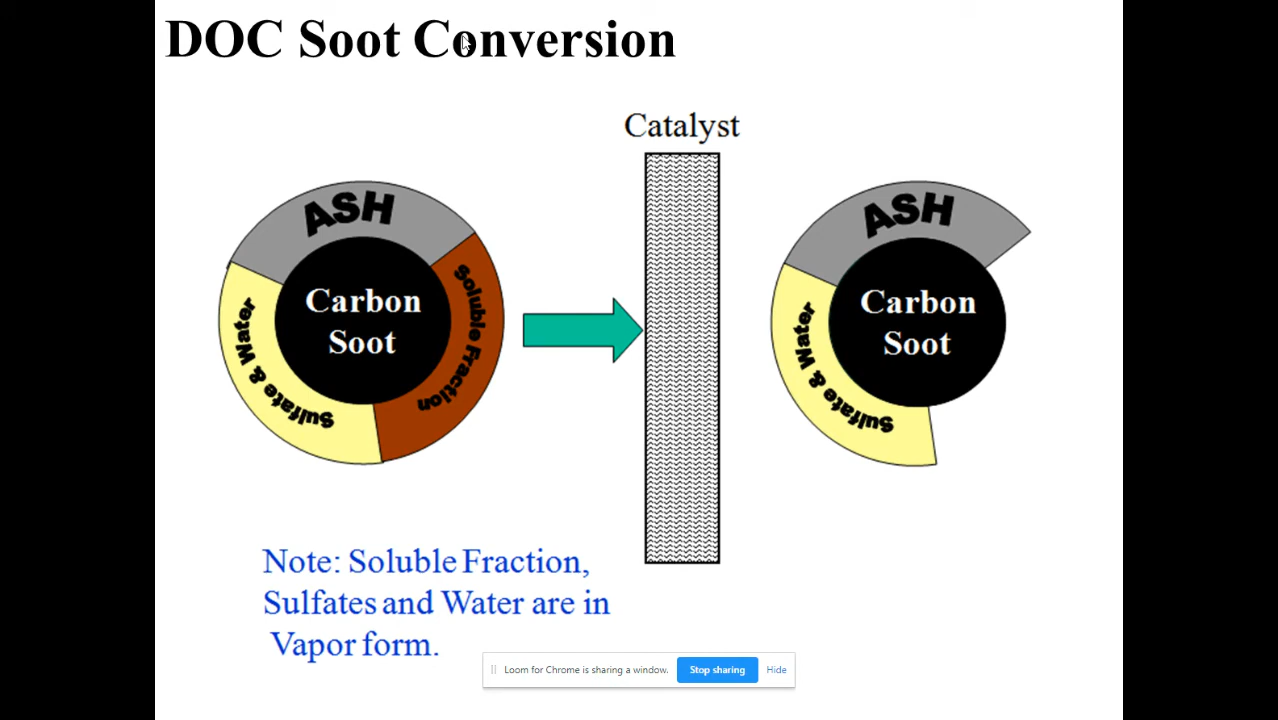 DOC Soot Conversion
Catalyst
ASH
Carbon
Soot
Sulfate & Water
Soluble Fraction
ASH
Carbon
Soot
Sulfate & Water
Note: Soluble Fraction,
Sulfates and Water are in
Vapor form.
Loom for Chrome is sharing a window.
Stop sharing
Hide